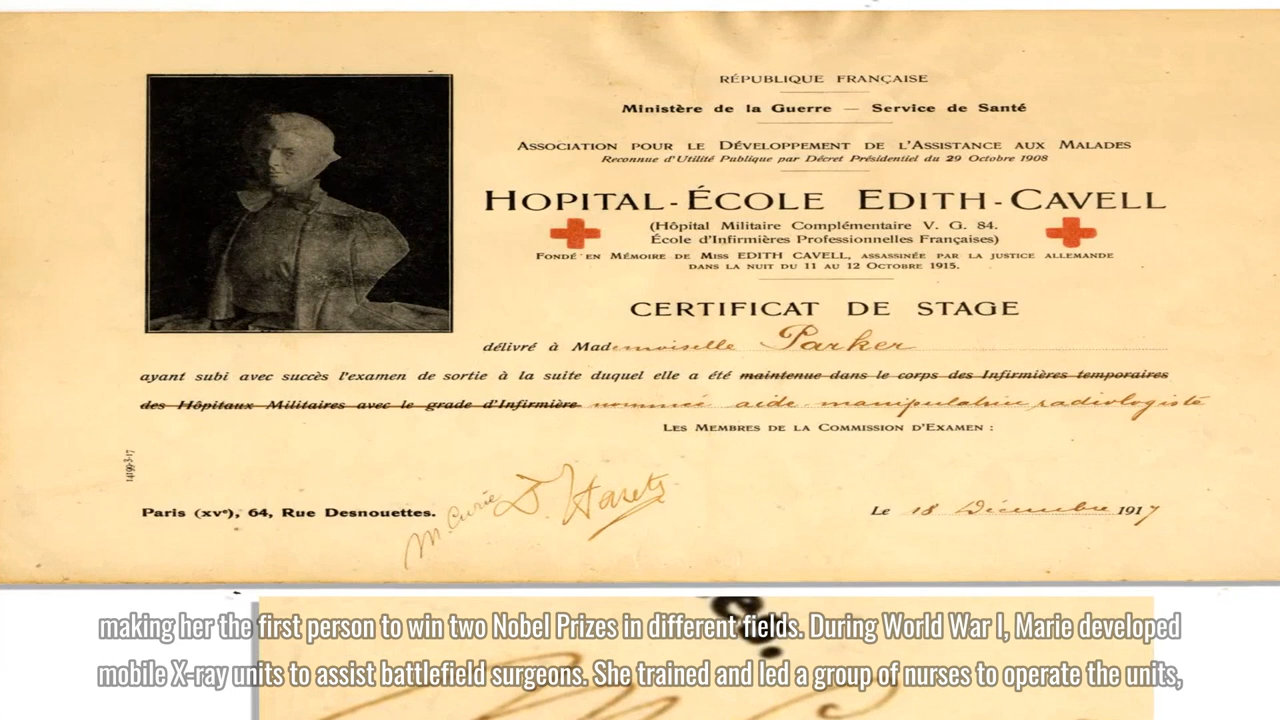 RÉPUBLIQUE FRANÇAISE
Ministère de la Guerre — Service de Santé
ASSOCIATION POUR LE DÉVELOPPEMENT DE L'ASSISTANCE AUX MALADES
Reconnue d'Utilité Publique par Décret Présidentiel du 29 Octobre 1908
HOPITAL-ÉCOLE EDITH-CAVELL
(Hôpital Militaire Complémentaire V. G. 84.
École d'Infirmières Professionnelles Françaises)
FONDÉ EN MÉMOIRE DE MISS EDITH CAVELL, ASSASSINÉE PAR LA JUSTICE ALLEMANDE
DANS LA NUIT DU 11 AU 12 OCTOBRE 1915.
CERTIFICAT DE STAGE
délivré à Mademoiselle Parker
ayant subi avec succès l'examen de sortie à la suite duquel elle a été maintenue dans le corps des Infirmières temporaires
des Hôpitaux Militaires avec le grade d'Infirmière nommée aide manipulatrice radiologiste
LES MEMBRES DE LA COMMISSION D'EXAMEN :
14199-3-17
Paris (XVe), 64, Rue Desnouettes.
M. Curie
Le 18 Décembre 1917
making her the first person to win two Nobel Prizes in different fields. During World War I, Marie developed
mobile X-ray units to assist battlefield surgeons. She trained and led a group of nurses to operate the units,